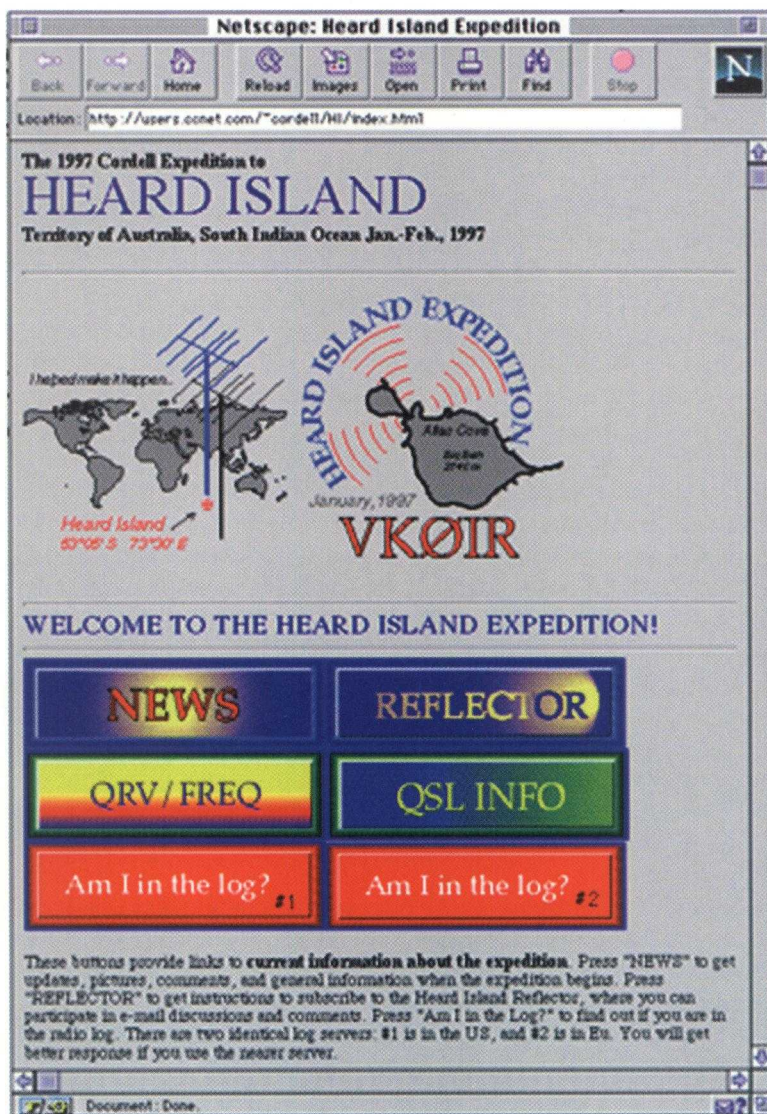 Netscape: Heard Island Expedition
Back Forward Home Reload Images Open Print Find Stop
N
Location: http://users.ccnet.com/~cordell/HI/index.html
The 1997 Cordell Expedition to
HEARD ISLAND
Territory of Australia, South Indian Ocean Jan.-Feb., 1997
HEARD ISLAND EXPEDITION
I helped make it happen...
Atlas Cove
Big Ben
January, 1997
Heard Island
53°05' S 73°30' E
VKØIR
WELCOME TO THE HEARD ISLAND EXPEDITION!
NEWS REFLECTOR
QRV/FREQ QSL INFO
Am I in the log? #1 Am I in the log? #2
These buttons provide links to current information about the expedition. Press "NEWS" to get
updates, pictures, comments, and general information when the expedition begins. Press
"REFLECTOR" to get instructions to subscribe to the Heard Island Reflector, where you can
participate in e-mail discussions and comments. Press "Am I in the Log?" to find out if you are in
the radio log. There are two identical log servers: #1 is in the US, and #2 is in Eu. You will get
better response if you use the nearer server.
Document: Done.
?